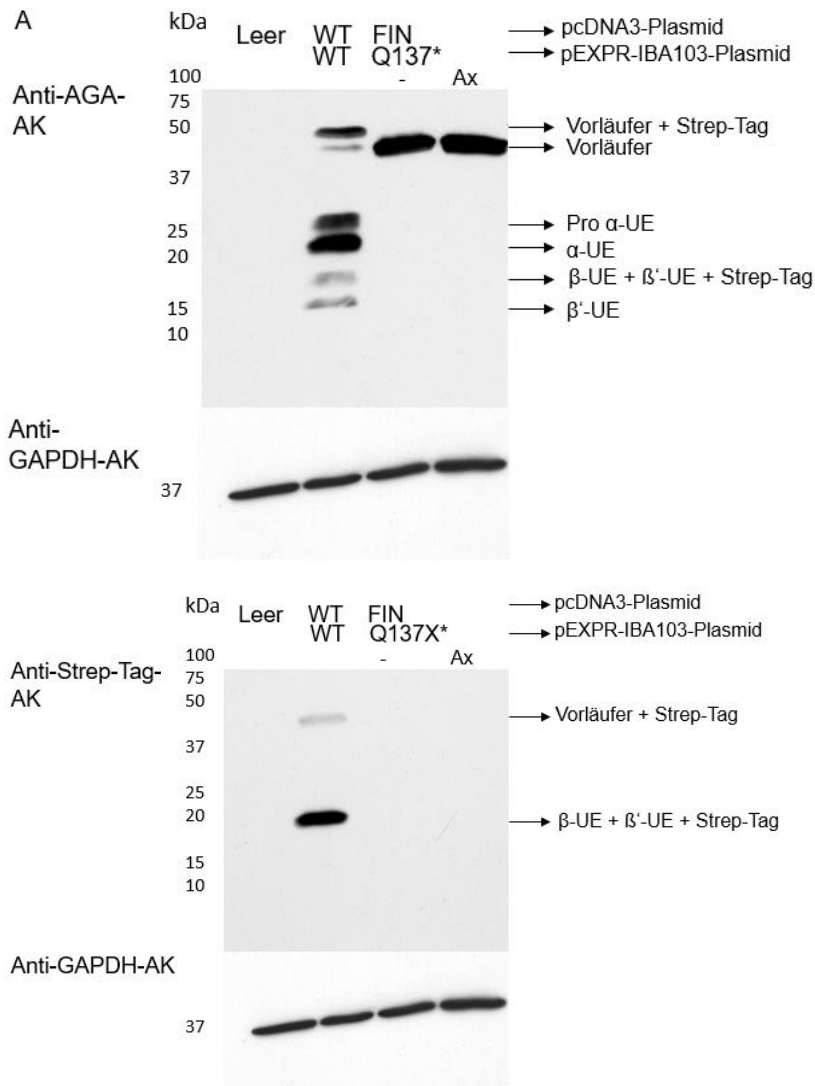 A
kDa
Leer WT FIN
WT Q137*
- Ax
pcDNA3-Plasmid
pEXPR-IBA103-Plasmid
Anti-AGA-
AK
100
75
50
37
25
20
15
10
Vorläufer + Strep-Tag
Vorläufer
Pro α-UE
α-UE
β-UE + ß‘-UE + Strep-Tag
β‘-UE
Anti-
GAPDH-AK
37
kDa
Leer WT FIN
WT Q137X*
- Ax
pcDNA3-Plasmid
pEXPR-IBA103-Plasmid
Anti-Strep-Tag-
AK
100
75
50
37
25
20
15
10
Vorläufer + Strep-Tag
β-UE + ß‘-UE + Strep-Tag
Anti-GAPDH-AK
37